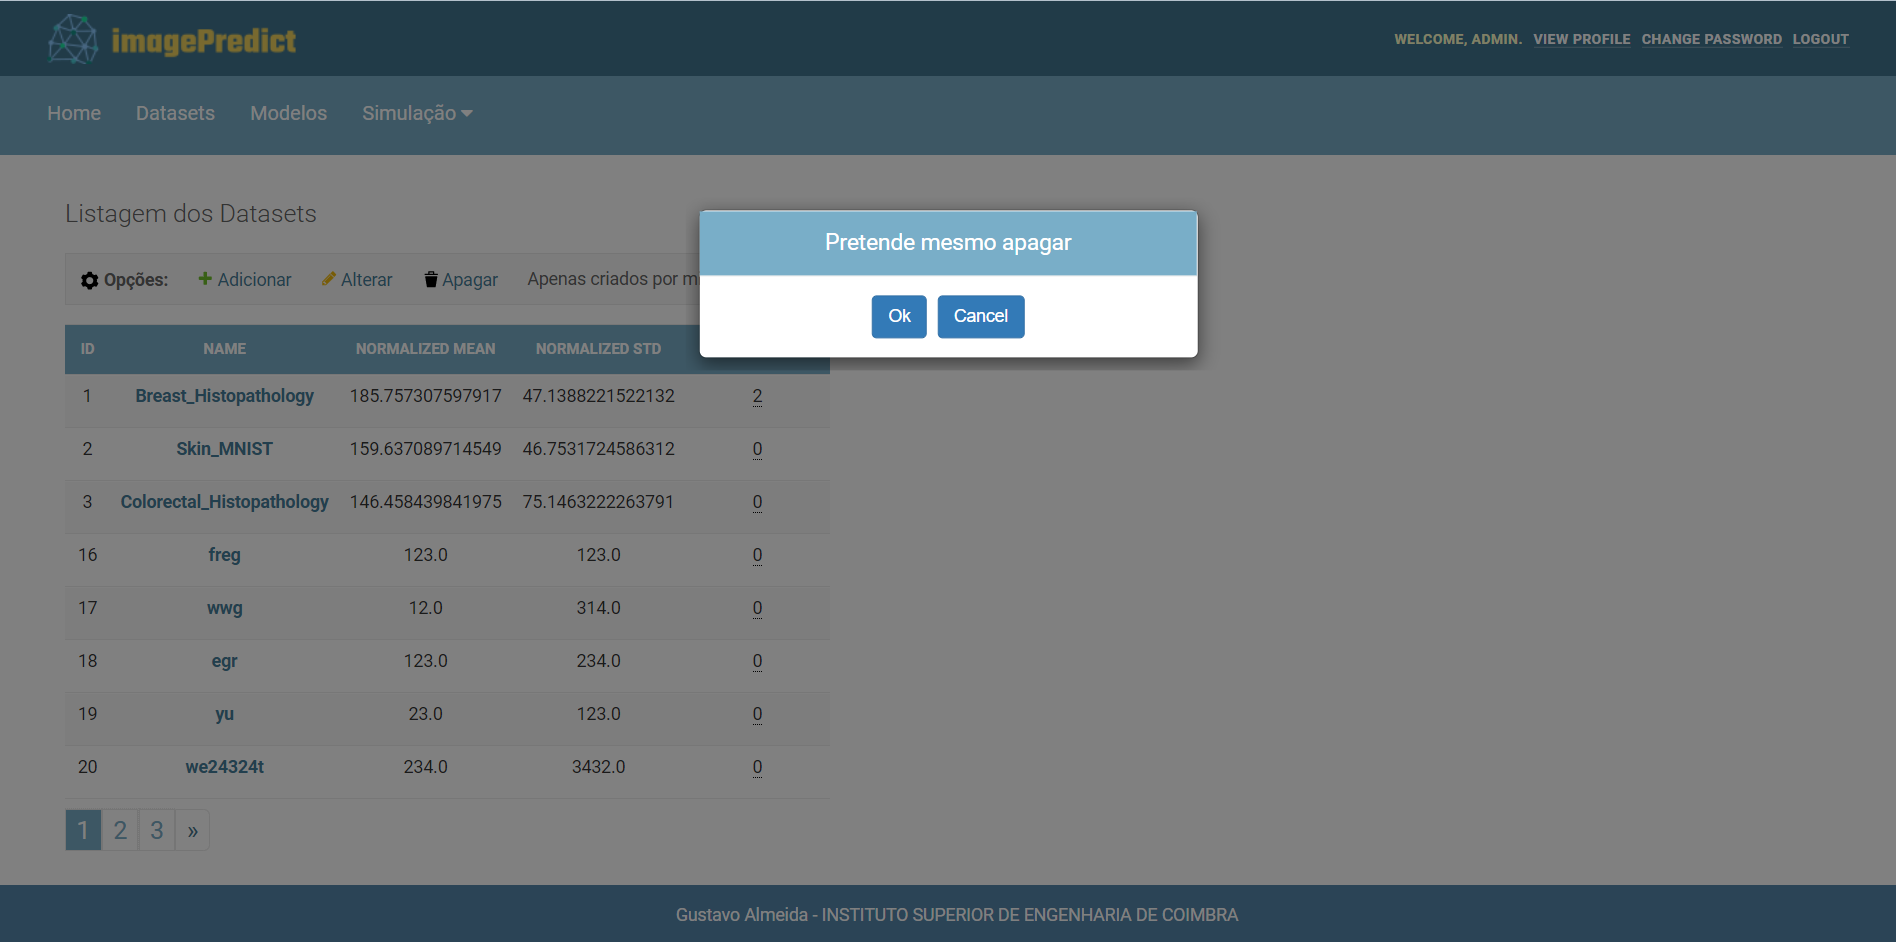 imagePredict
WELCOME, ADMIN. VIEW PROFILE CHANGE PASSWORD LOGOUT
Home Datasets Modelos Simulação
Listagem dos Datasets
Pretende mesmo apagar
Opções: Adicionar Alterar Apagar Apenas criados por m
Ok Cancel
ID NAME NORMALIZED MEAN NORMALIZED STD
1 Breast_Histopathology 185.757307597917 47.1388221522132 2
2 Skin_MNIST 159.637089714549 46.7531724586312 0
3 Colorectal_Histopathology 146.458439841975 75.1463222263791 0
16 freg 123.0 123.0 0
17 wwg 12.0 314.0 0
18 egr 123.0 234.0 0
19 yu 23.0 123.0 0
20 we24324t 234.0 3432.0 0
1 2 3 »
Gustavo Almeida - INSTITUTO SUPERIOR DE ENGENHARIA DE COIMBRA